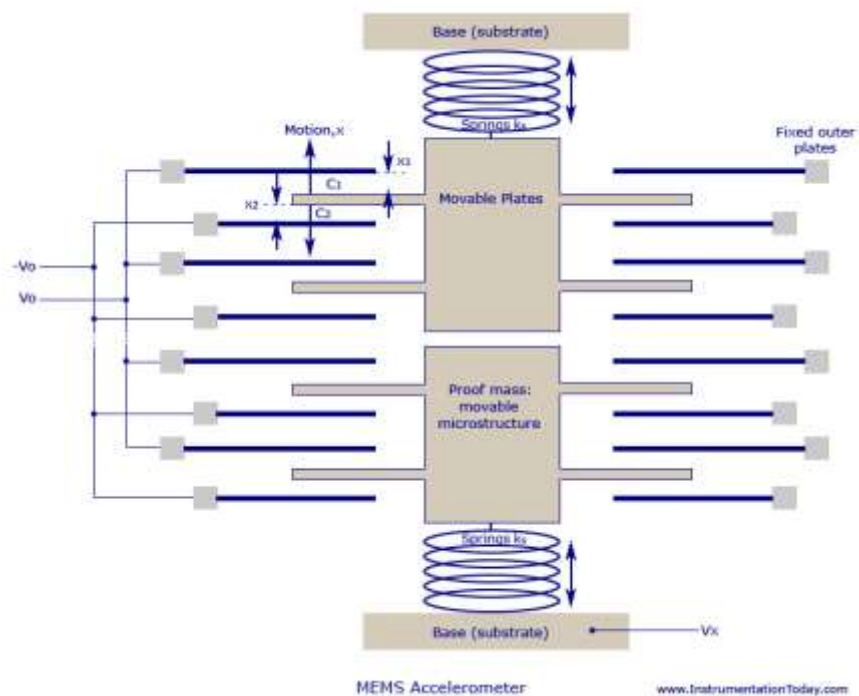 Base (substrate)
Springs kₛ
Motion,x
x1
Fixed outer
plates
C1
x2
Movable Plates
C2
-Vo
Vo
Proof mass:
movable
microstructure
Springs kₛ
Base (substrate)
Vx
MEMS Accelerometer
www.InstrumentationToday.com